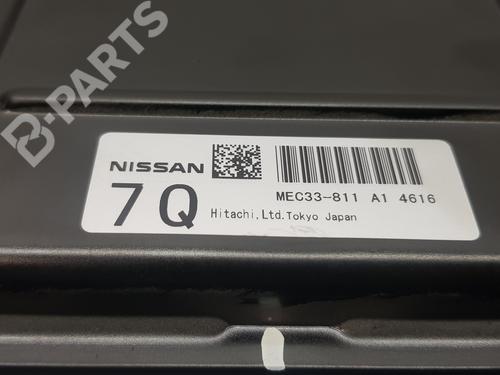 B-PARTS
NISSAN
7Q
MEC33-811 A1 4616
Hitachi,Ltd.Tokyo Japan